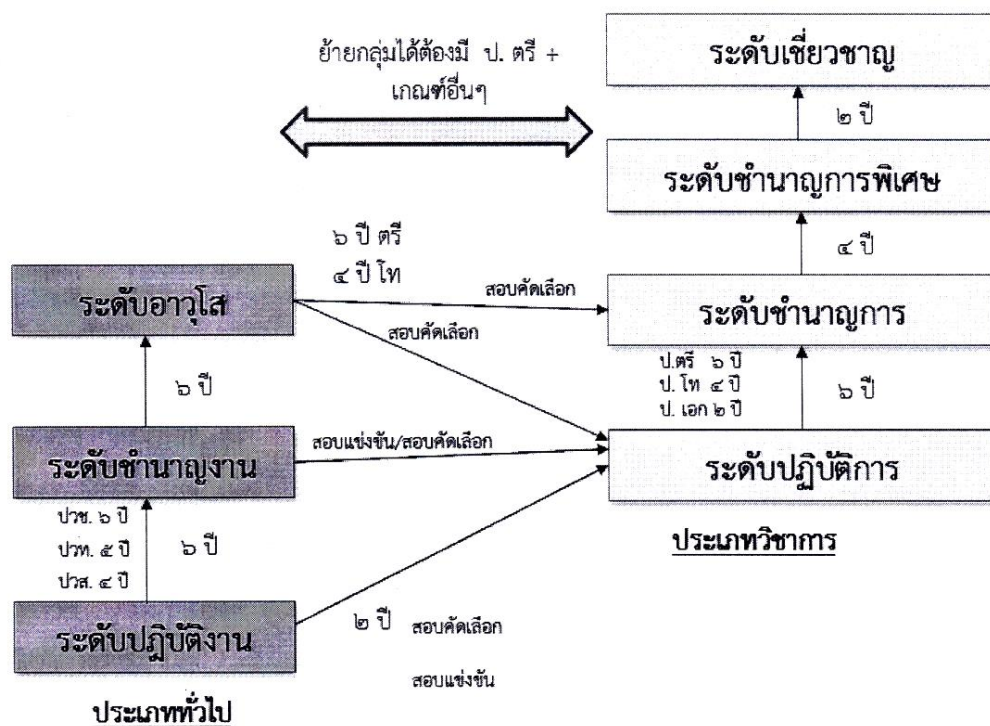 ย้ายกลุ่มได้ต้องมี ป. ตรี +
เกณฑ์อื่นๆ
ระดับเชี่ยวชาญ
๒ ปี
ระดับชำนาญการพิเศษ
๔ ปี
๖ ปี ตรี
๔ ปี โท
ระดับอาวุโส
สอบคัดเลือก
ระดับชำนาญการ
สอบคัดเลือก
ป.ตรี ๖ ปี
ป. โท ๔ ปี
ป. เอก ๒ ปี
๖ ปี
๖ ปี
ระดับชำนาญงาน
สอบแข่งขัน/สอบคัดเลือก
ระดับปฏิบัติการ
ประเภทวิชาการ
ปวช. ๖ ปี
ปวท. ๕ ปี
ปวส. ๔ ปี
๖ ปี
ระดับปฏิบัติงาน
๒ ปี สอบคัดเลือก
สอบแข่งขัน
ประเภททั่วไป